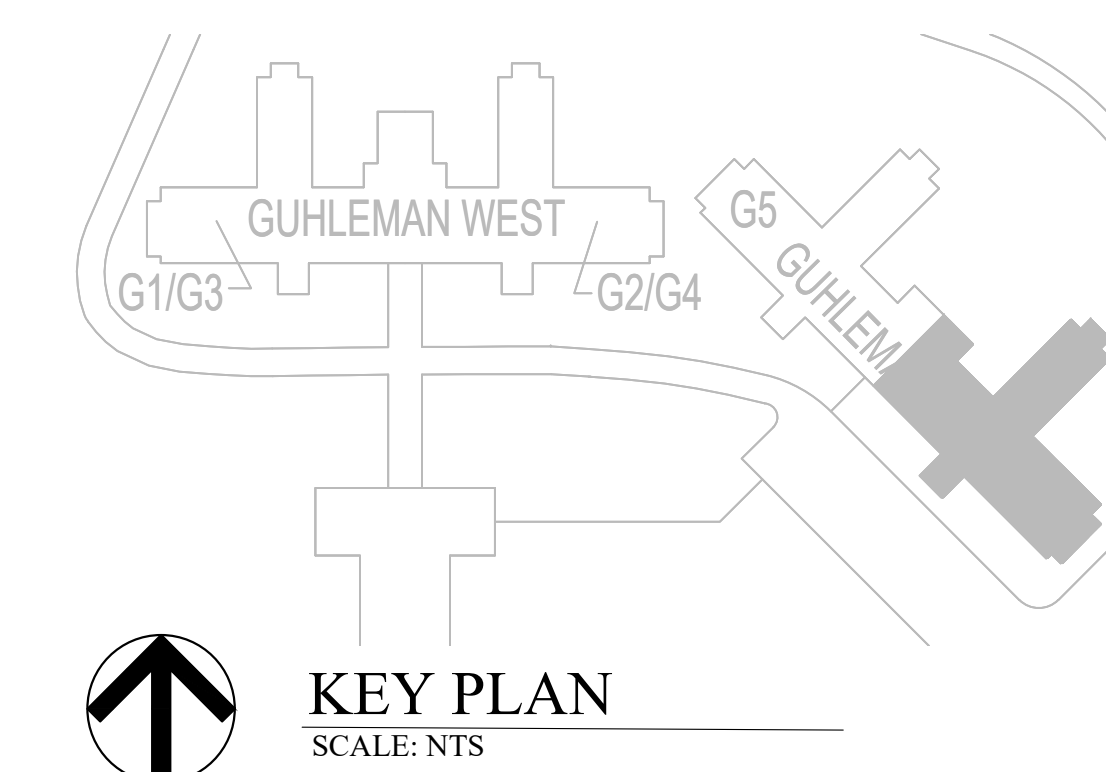 GUHLEMAN WEST
G1/G3
G2/G4
G5
GUHLEM
KEY PLAN
SCALE: NTS